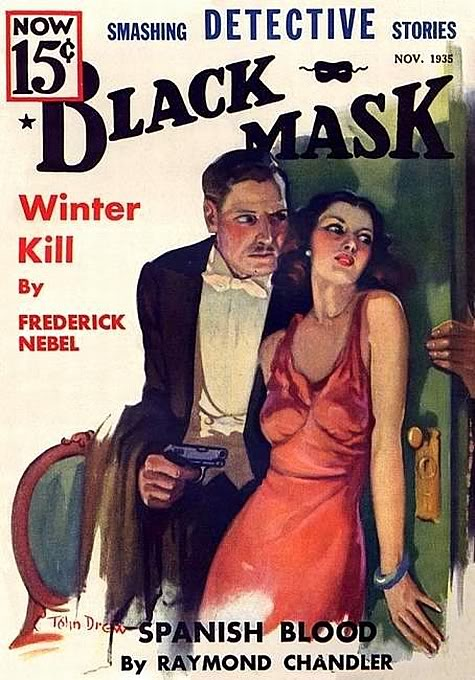 NOW
15¢
SMASHING DETECTIVE STORIES
NOV. 1935
BLACK
MASK
Winter
Kill
By
FREDERICK
NEBEL
John Drew
SPANISH BLOOD
By RAYMOND CHANDLER